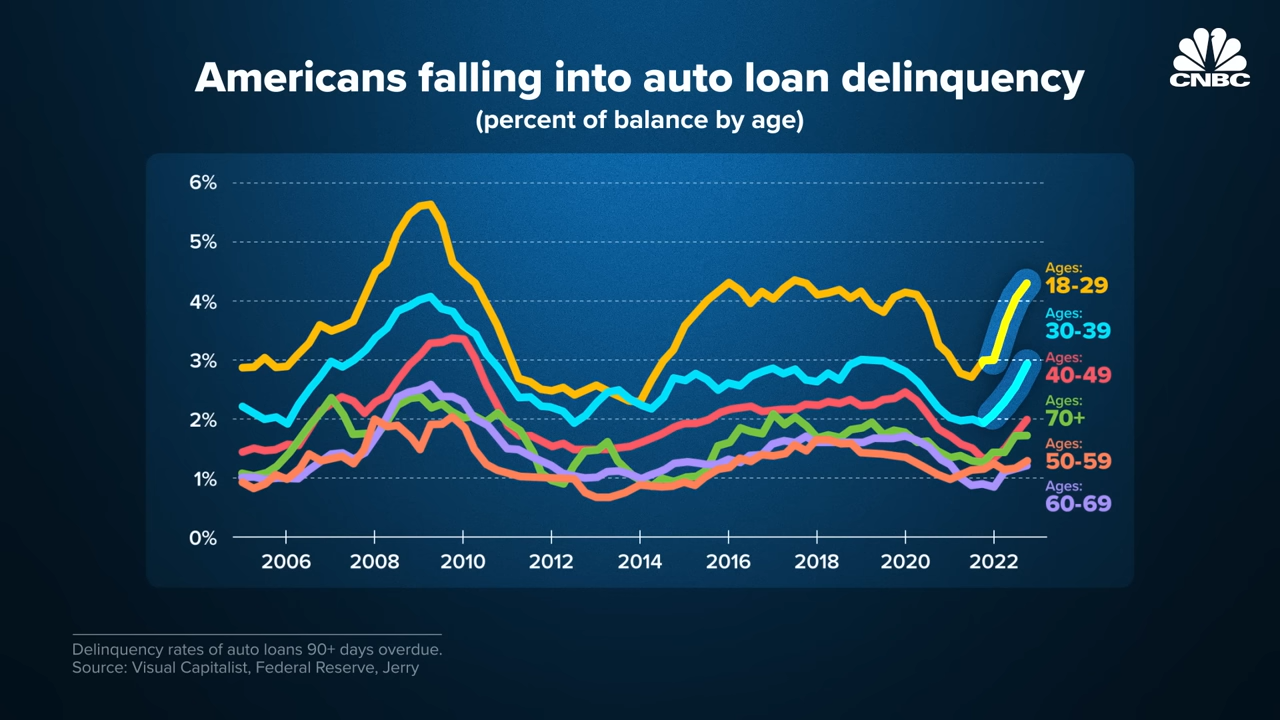 CNBC
Americans falling into auto loan delinquency
(percent of balance by age)
6%
5%
4%
3%
2%
1%
0%
2006 2008 2010 2012 2014 2016 2018 2020 2022
Ages:
18-29
Ages:
30-39
Ages:
40-49
Ages:
70+
Ages:
50-59
Ages:
60-69
Delinquency rates of auto loans 90+ days overdue.
Source: Visual Capitalist, Federal Reserve, Jerry